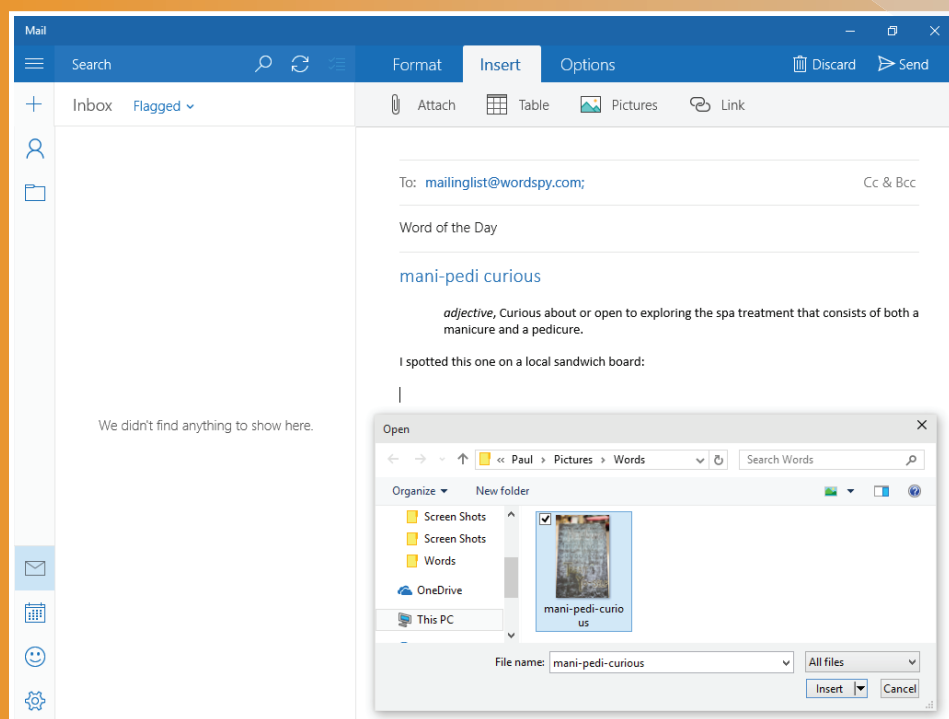 Mail
Search
Format Insert Options
Discard Send
Inbox Flagged
Attach Table Pictures Link
To: mailinglist@wordspy.com; Cc & Bcc
Word of the Day
mani-pedi curious
adjective, Curious about or open to exploring the spa treatment that consists of both a
manicure and a pedicure.
I spotted this one on a local sandwich board:
We didn't find anything to show here.
Open
« Paul › Pictures › Words Search Words
Organize New folder
Screen Shots
Screen Shots
Words
OneDrive
This PC
mani-pedi-curio
us
File name: mani-pedi-curious All files
Insert Cancel